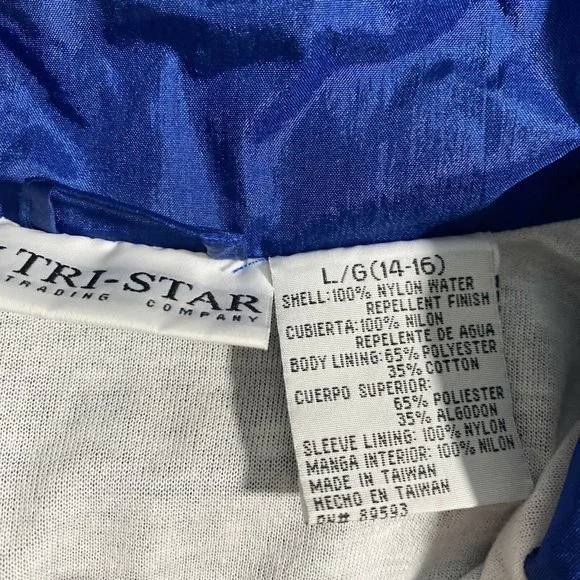 TRI-STAR
TRADING COMPANY
L/G(14-16)
SHELL:100% NYLON WATER
REPELLENT FINISH
CUBIERTA:100% NILON
REPELENTE DE AGUA
BODY LINING:65% POLYESTER
35% COTTON
CUERPO SUPERIOR:
65% POLIESTER
35% ALGODON
SLEEVE LINING:100% NYLON
MANGA INTERIOR:100% NILON
MADE IN TAIWAN
HECHO EN TAIWAN
RN# 89593